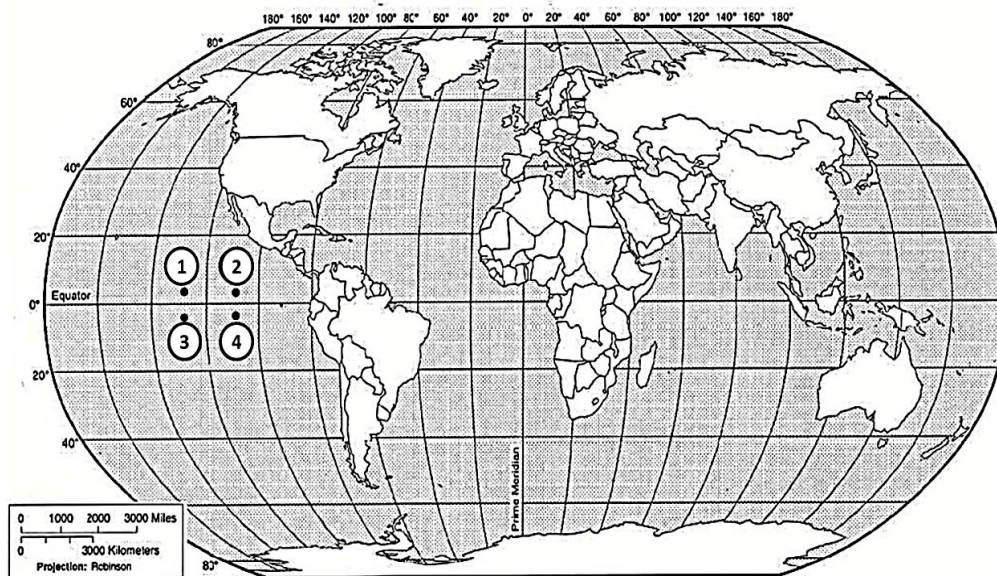 180° 160° 140° 120° 100° 8C° 60° 40° 20° 0° 20° 40° 60° 80° 100° 120° 140° 160° 180°
80°
60°
40°
20°
1 2
Equator
0°
3 4
20°
40°
Prime Meridian
0 1000 2000 3000 Miles
0 3000 Kilometers
Projection: Robinson
80°